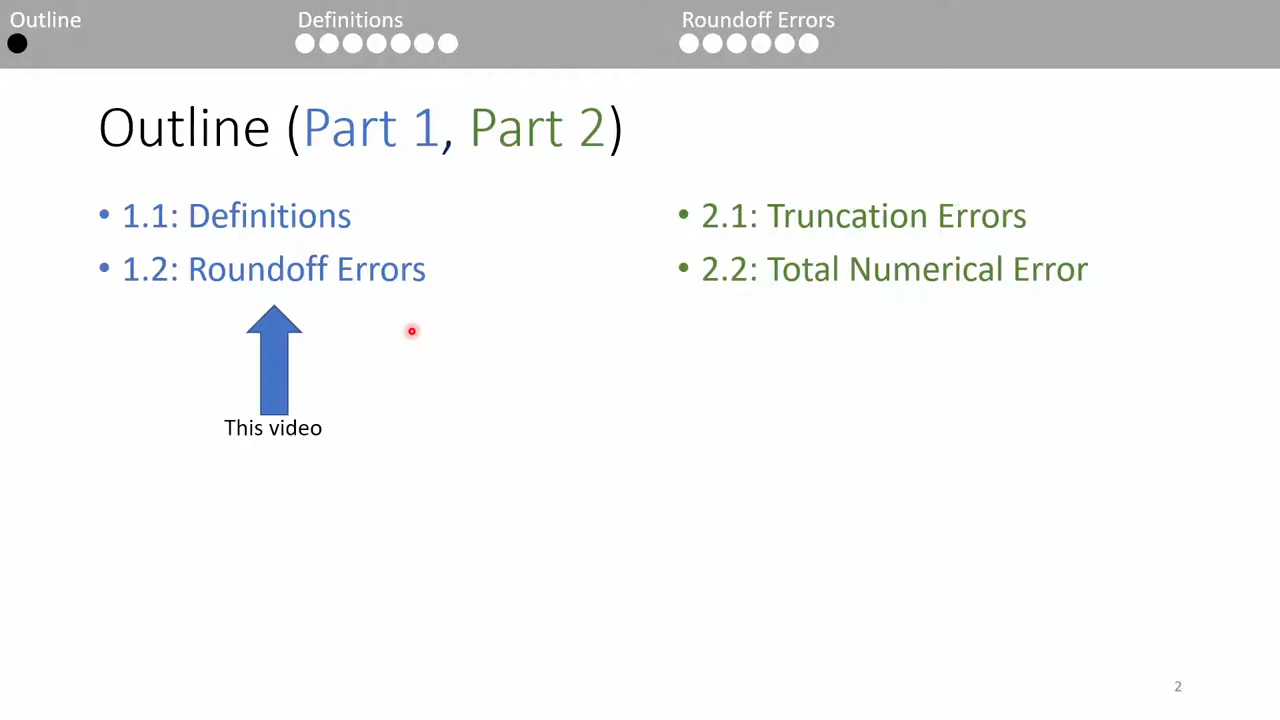 Outline
Definitions
Roundoff Errors
Outline (Part 1, Part 2)
• 1.1: Definitions
• 1.2: Roundoff Errors
This video
• 2.1: Truncation Errors
• 2.2: Total Numerical Error
2